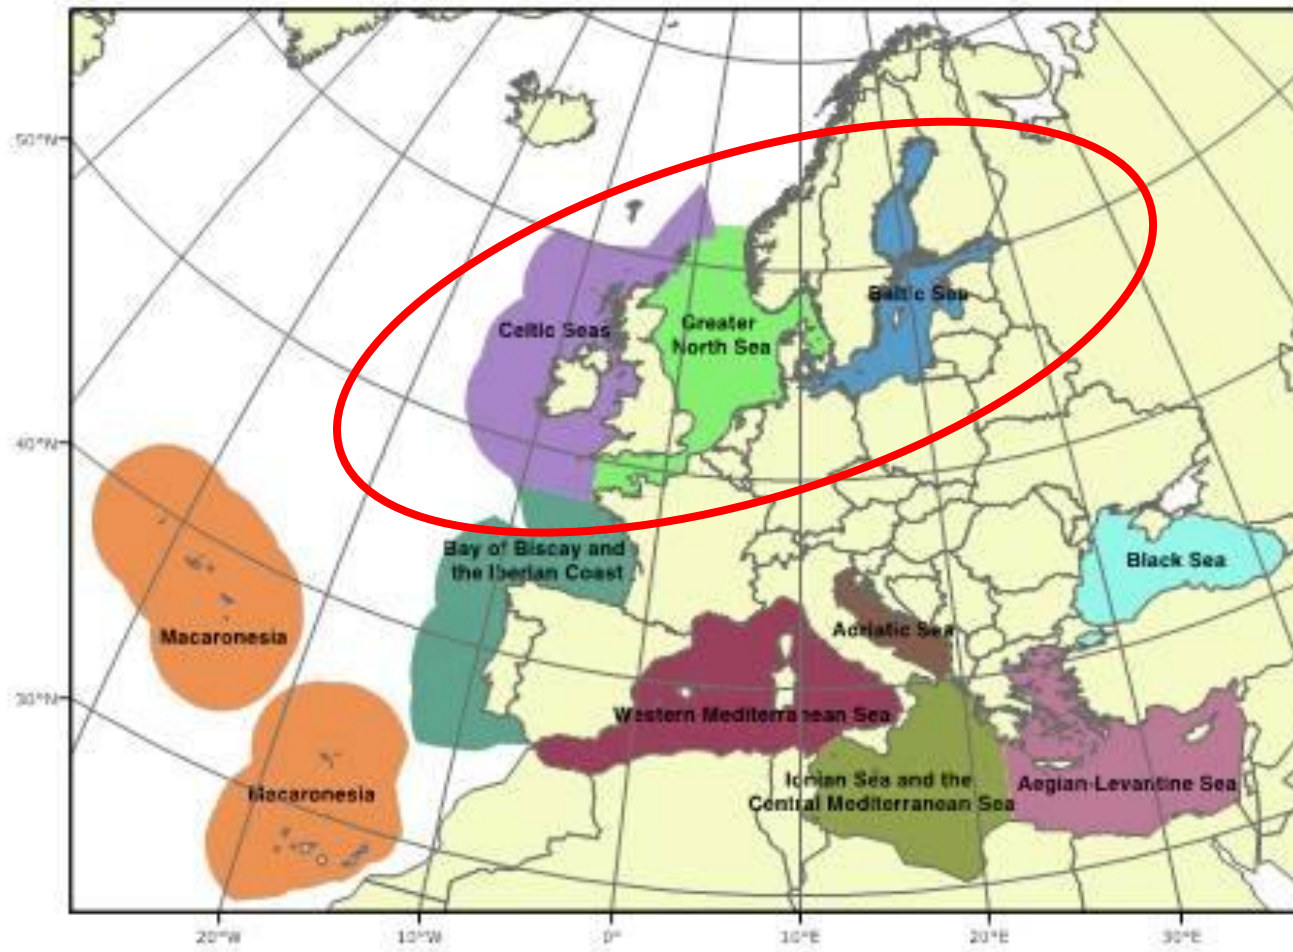 50°N
Baltic Sea
Celtic Seas
Greater
North Sea
40°N
Bay of Biscay and
the Iberian Coast
Black Sea
Macaronesia
Adriatic Sea
30°N
Western Mediterranean Sea
Ionian Sea and the
Central Mediterranean Sea
Aegian-Levantine Sea
Macaronesia
20°W
10°W
0°
10°E
20°E
30°E